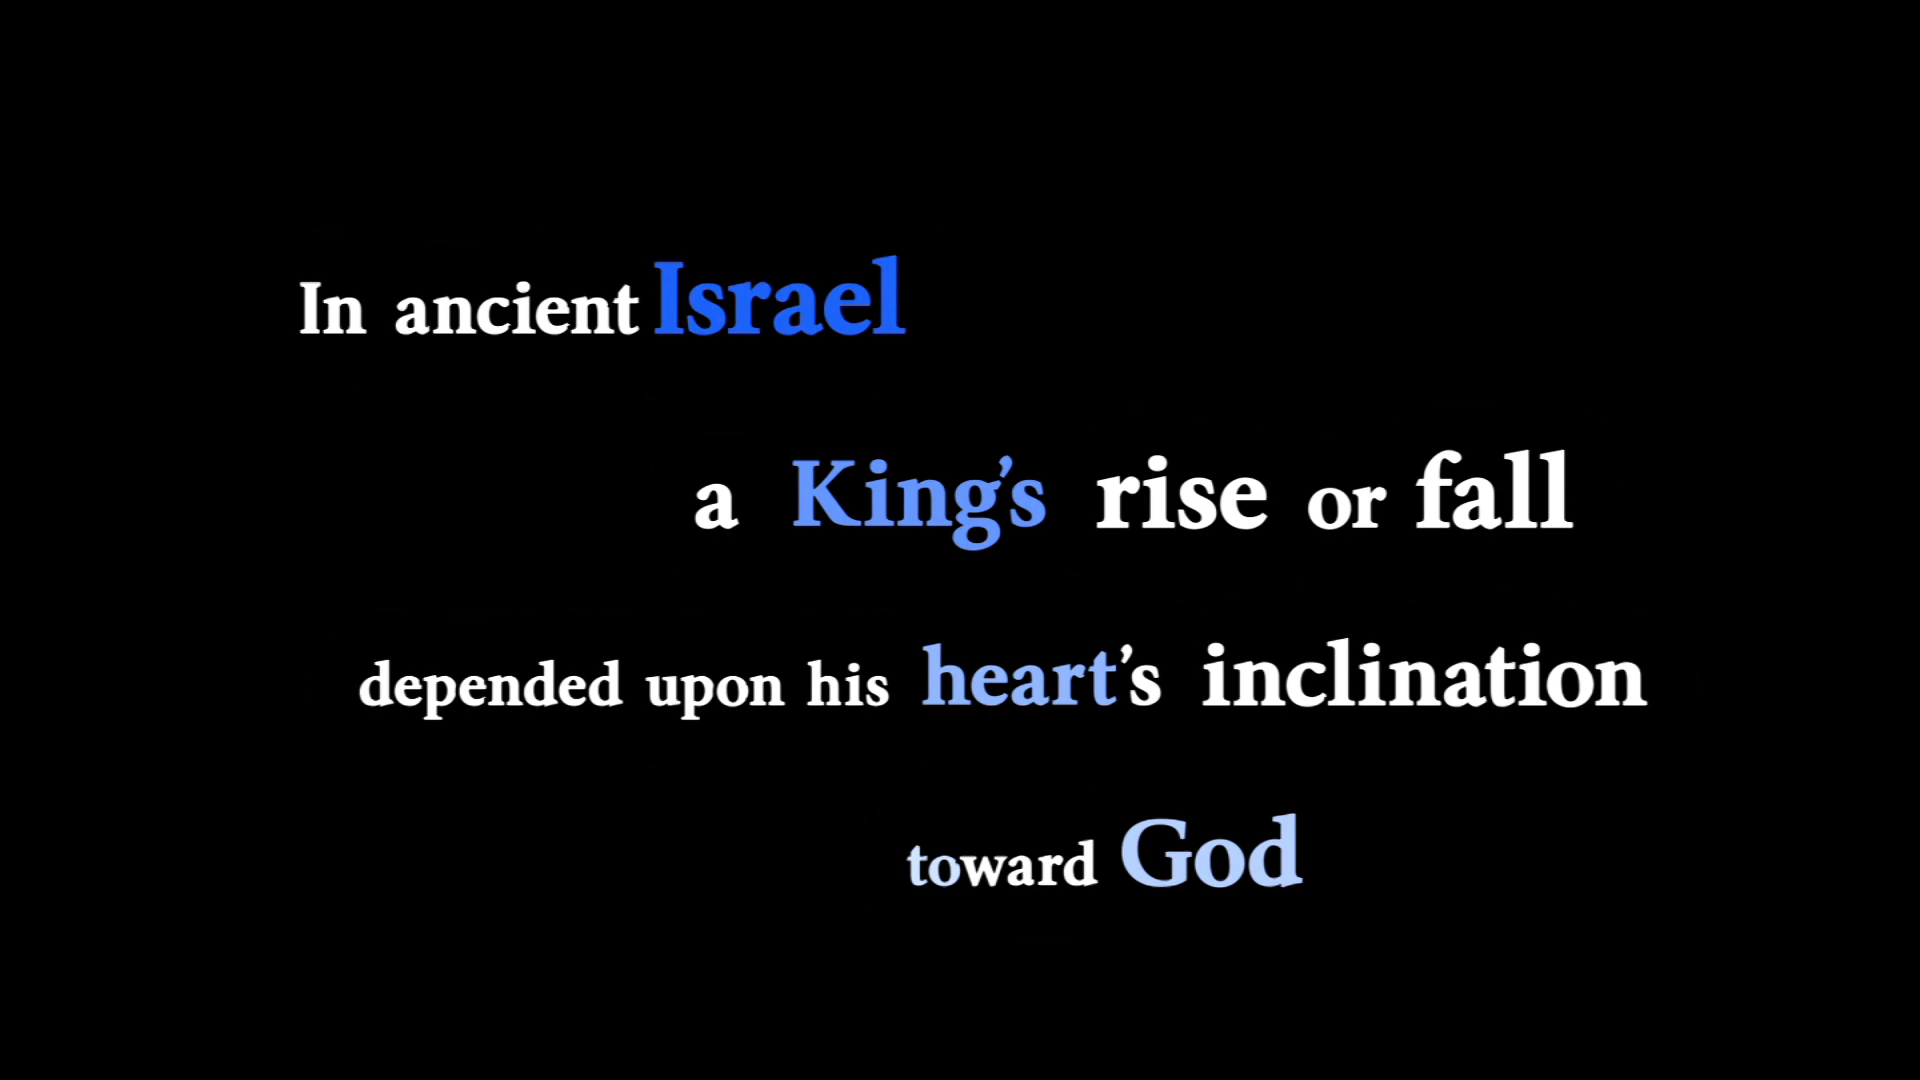 In ancient Israel
a King’s rise or fall
depended upon his heart’s inclination
toward God